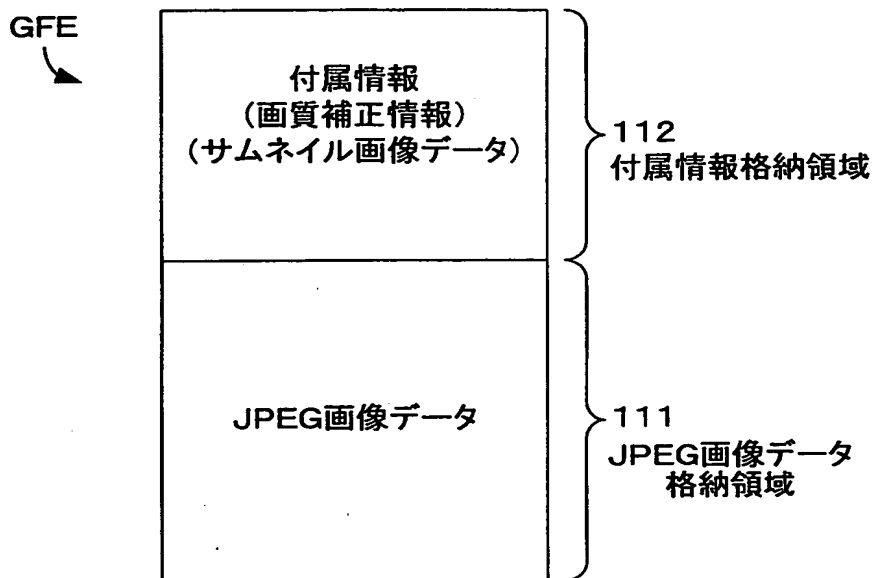 GFE
付属情報
(画質補正情報)
(サムネイル画像データ)
112
付属情報格納領域
JPEG画像データ
111
JPEG画像データ
格納領域